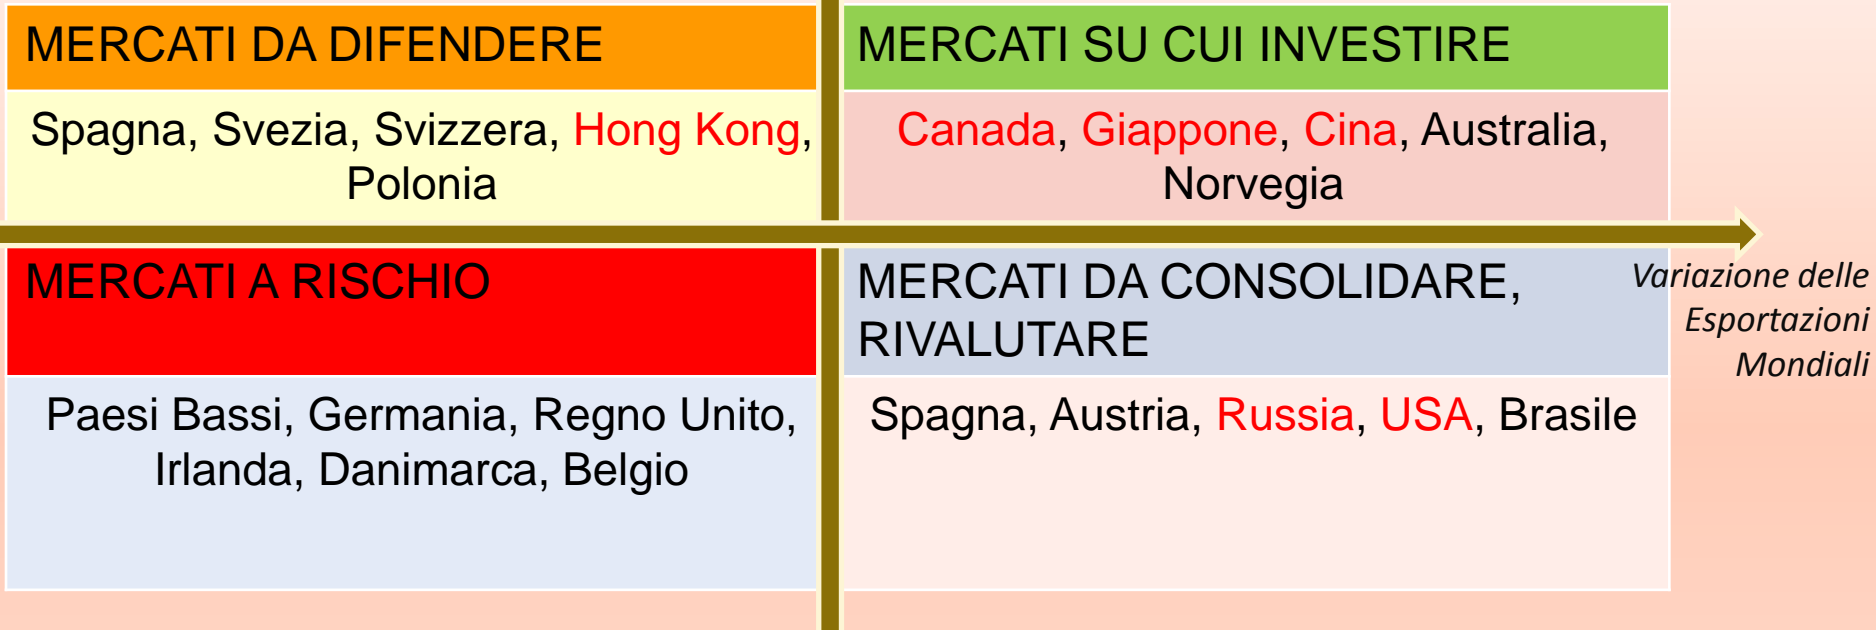 MERCATI DA DIFENDERE
Spagna, Svezia, Svizzera, Hong Kong,
Polonia
MERCATI SU CUI INVESTIRE
Canada, Giappone, Cina, Australia,
Norvegia
MERCATI A RISCHIO
Paesi Bassi, Germania, Regno Unito,
Irlanda, Danimarca, Belgio
MERCATI DA CONSOLIDARE,
RIVALUTARE
Spagna, Austria, Russia, USA, Brasile
Variazione delle
Esportazioni
Mondiali